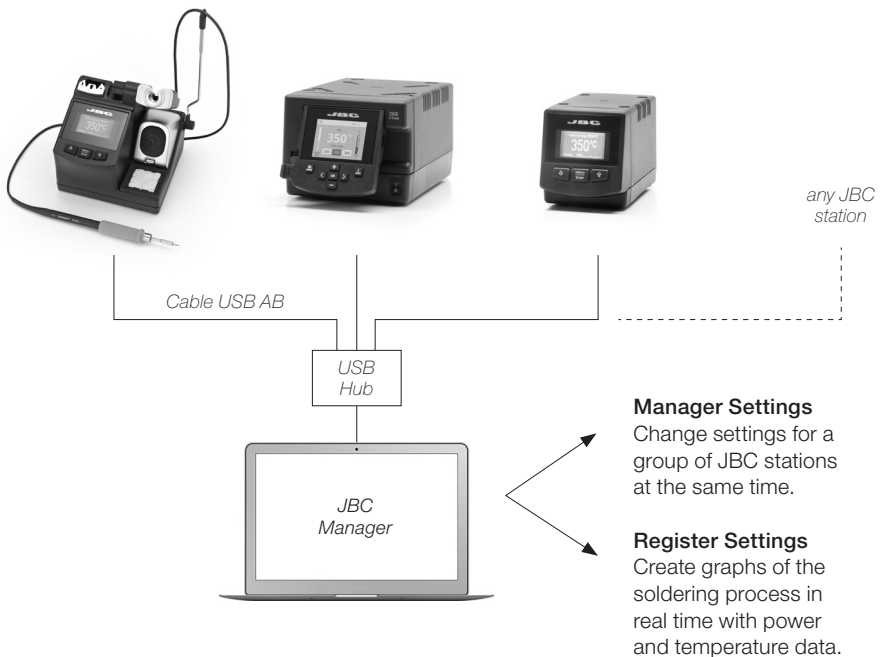 JBC
350°C
JBC
350
JBC
350°C
any JBC
station
Cable USB AB
USB
Hub
JBC
Manager
Manager Settings
Change settings for a
group of JBC stations
at the same time.
Register Settings
Create graphs of the
soldering process in
real time with power
and temperature data.